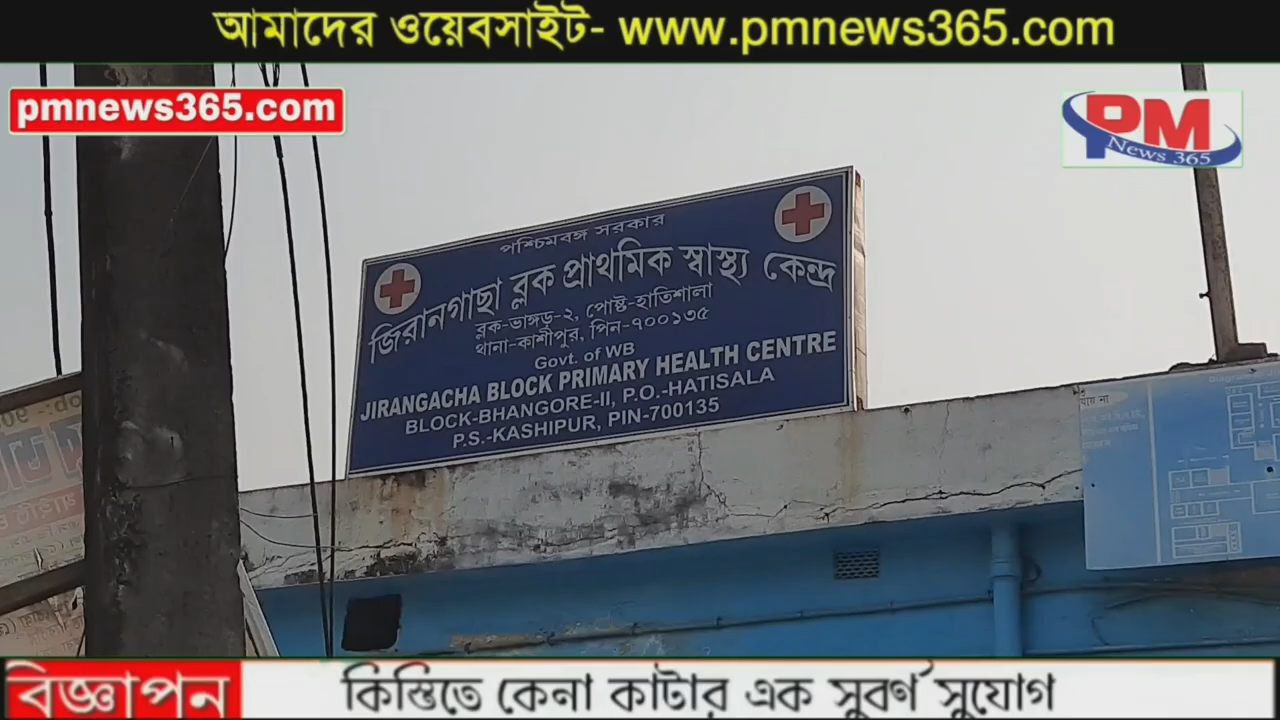 আমাদের ওয়েবসাইট- www.pmnews365.com
pmnews365.com
PM
News 365
পশ্চিমবঙ্গ সরকার
জিরানগাছা ব্লক প্রাথমিক স্বাস্থ্য কেন্দ্র
ব্লক-ভাঙ্গড়-২, পোষ্ট-হাতিশালা
থানা-কাশীপুর, পিন-৭০০১৩৫
Govt. of WB
JIRANGACHA BLOCK PRIMARY HEALTH CENTRE
BLOCK-BHANGORE-II, P.O.-HATISALA
P.S.-KASHIPUR, PIN-700135
বিজ্ঞাপন
কিস্তিতে কেনা কাটার এক সুবর্ণ সুযোগ